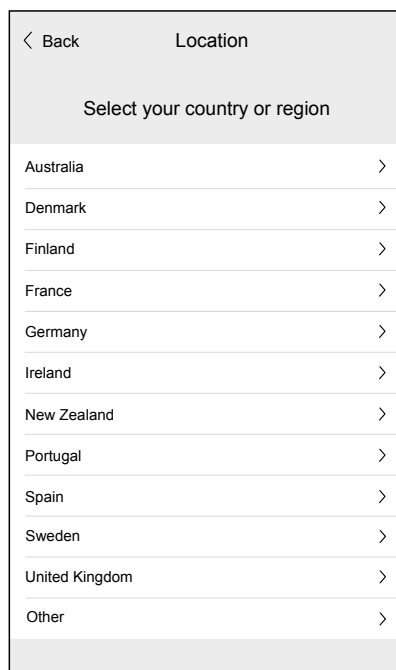 Back Location
Select your country or region
Australia
Denmark
Finland
France
Germany
Ireland
New Zealand
Portugal
Spain
Sweden
United Kingdom
Other